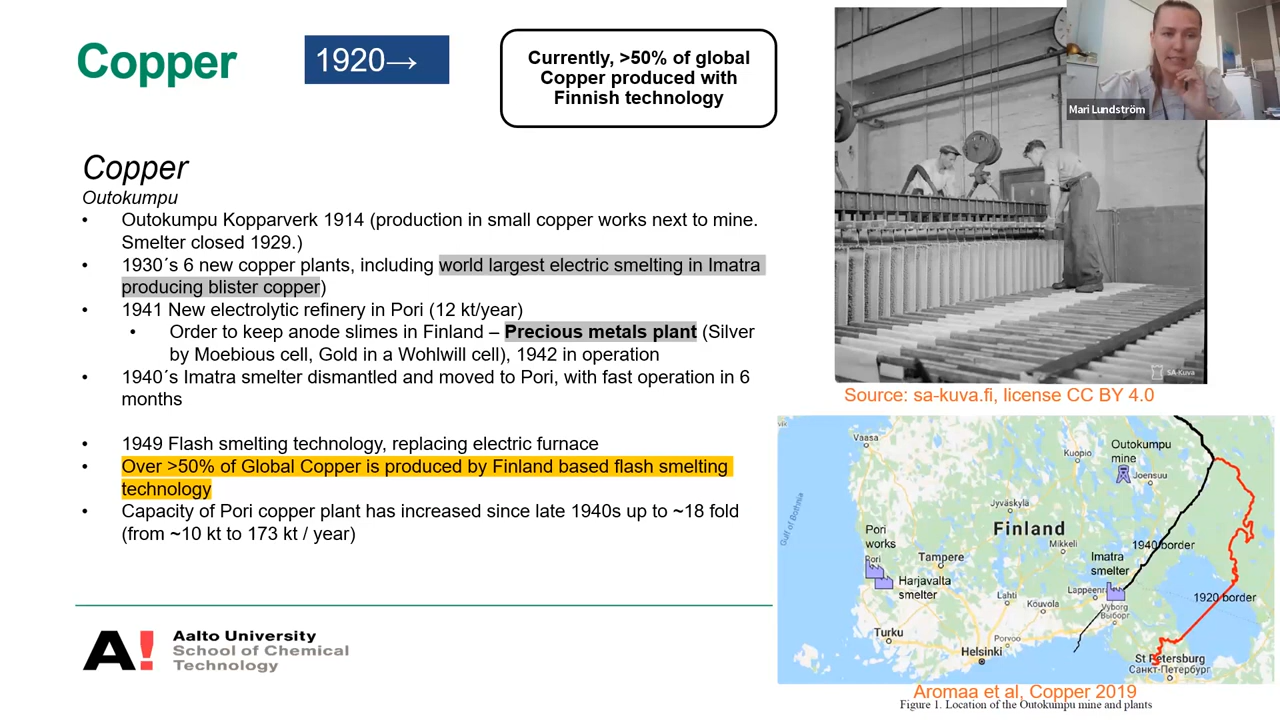 Copper
1920→
Currently, >50% of global
Copper produced with
Finnish technology
Mari Lundström
Copper
Outokumpu
• Outokumpu Kopparverk 1914 (production in small copper works next to mine.
Smelter closed 1929.)
• 1930´s 6 new copper plants, including world largest electric smelting in Imatra
producing blister copper)
• 1941 New electrolytic refinery in Pori (12 kt/year)
• Order to keep anode slimes in Finland – Precious metals plant (Silver
by Moebious cell, Gold in a Wohlwill cell), 1942 in operation
• 1940´s Imatra smelter dismantled and moved to Pori, with fast operation in 6
months
• 1949 Flash smelting technology, replacing electric furnace
• Over >50% of Global Copper is produced by Finland based flash smelting
technology
• Capacity of Pori copper plant has increased since late 1940s up to ~18 fold
(from ~10 kt to 173 kt / year)
A!
Aalto University
School of Chemical
Technology
SA-Kuva
Source: sa-kuva.fi, license CC BY 4.0
Vaasa
Kuopio
Outokumpu
mine
Joensuu
Gulf of Bothnia
Jyväskylä
Finland
Mikkeli
1940 border
Pori
works
Pori
Tampere
Imatra
smelter
Harjavalta
smelter
Lahti
Kouvola
Lappeenr
Vyborg
Выборг
1920 border
Turku
Porvoo
Helsinki
St Petersburg
Санкт-Петербург
Aromaa et al, Copper 2019
Figure 1. Location of the Outokumpu mine and plants